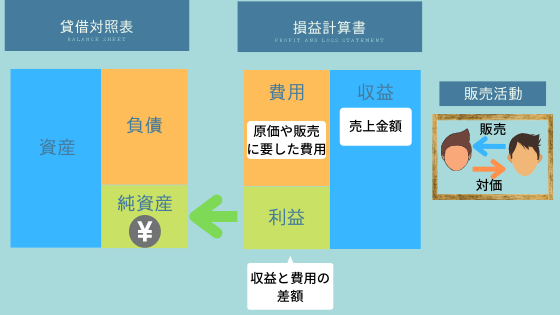 貸借対照表
BALANCE SHEET
資産
負債
純資産
¥
損益計算書
PROFIT AND LOSS STATEMENT
費用
原価や販売
に要した費用
利益
収益と費用の
差額
収益
売上金額
販売活動
販売
対価